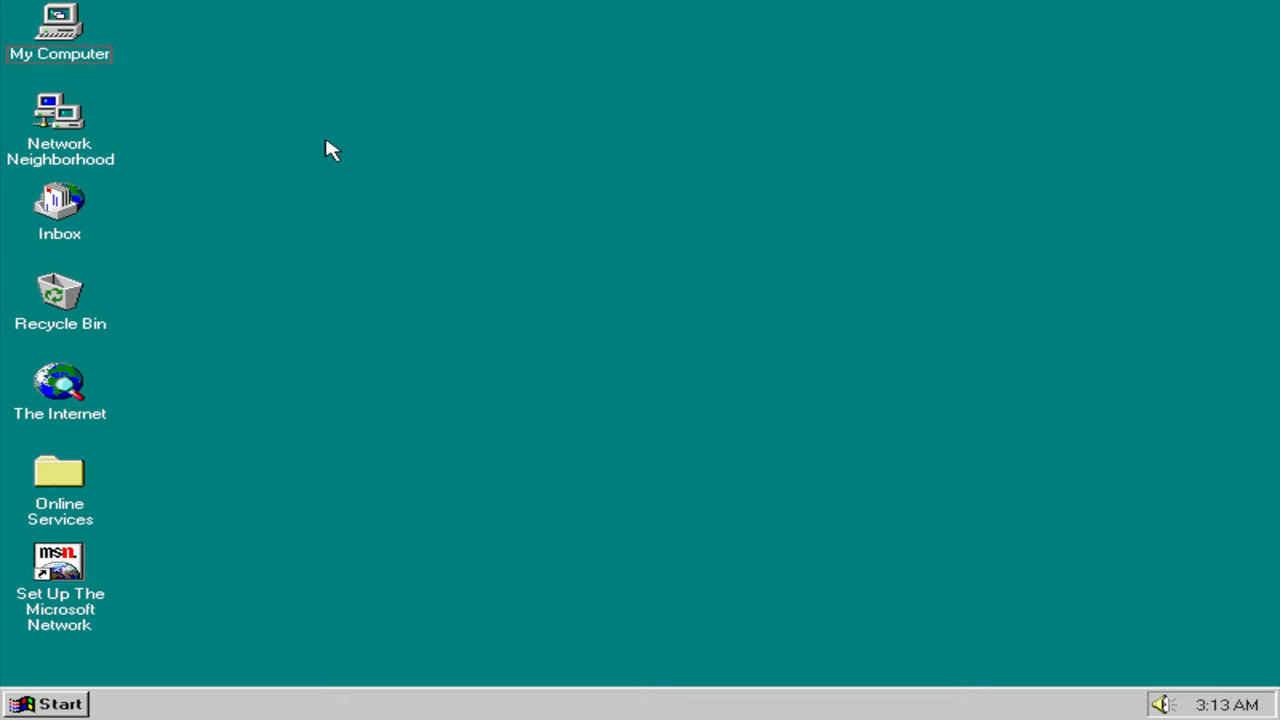 My Computer
Network
Neighborhood
Inbox
Recycle Bin
The Internet
Online
Services
msn.
Set Up The
Microsoft
Network
Start
3:13 AM